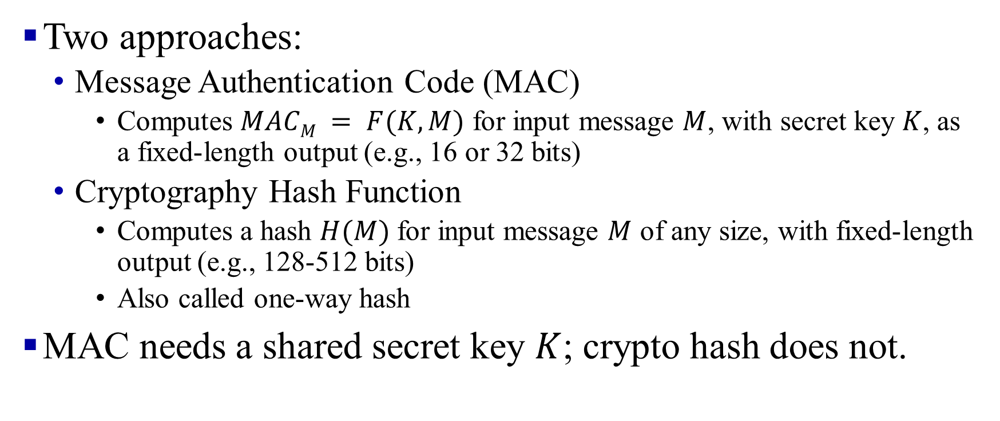 ▪ Two approaches:
• Message Authentication Code (MAC)
• Computes MAC_M = F(K, M) for input message M, with secret key K, as
a fixed-length output (e.g., 16 or 32 bits)
• Cryptography Hash Function
• Computes a hash H(M) for input message M of any size, with fixed-length
output (e.g., 128-512 bits)
• Also called one-way hash
▪ MAC needs a shared secret key K; crypto hash does not.